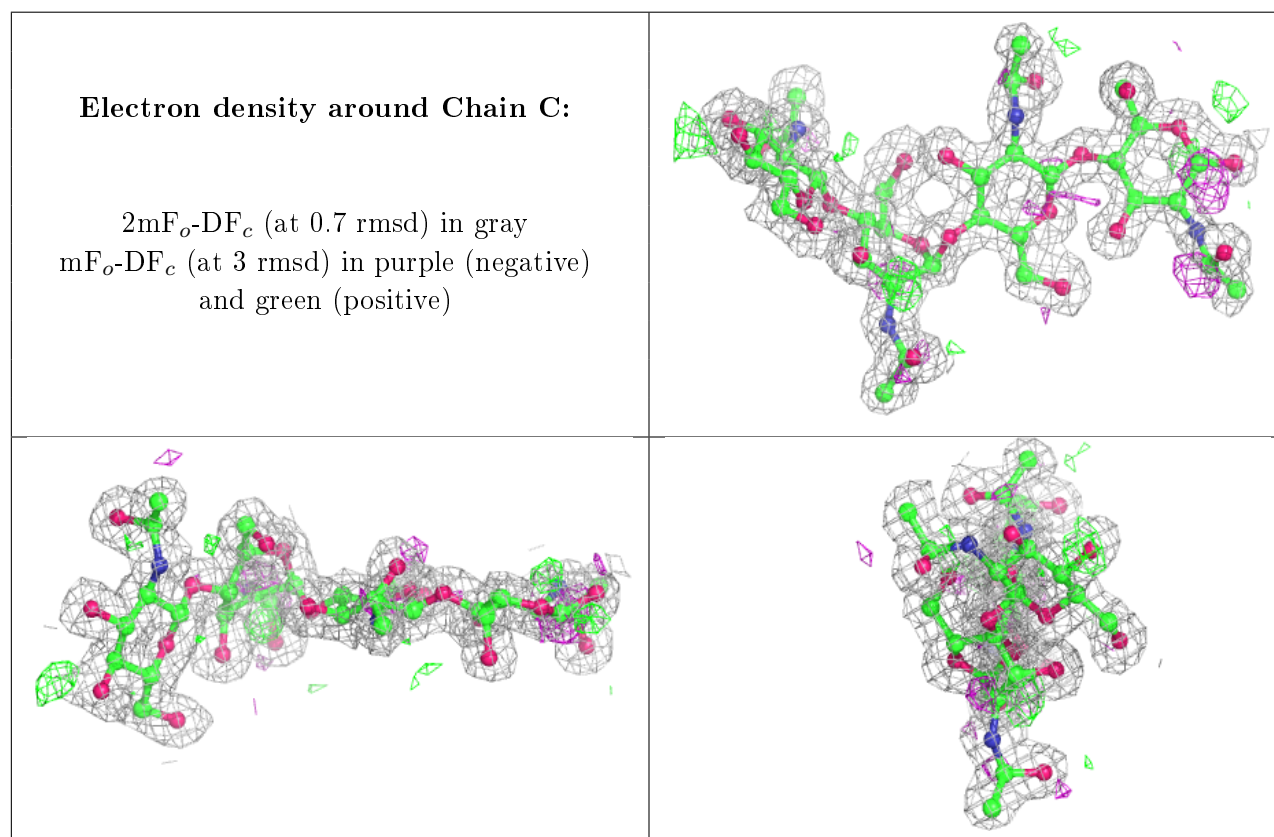 Electron density around Chain C:
2mFₒ-DF𝒸 (at 0.7 rmsd) in gray
mFₒ-DF𝒸 (at 3 rmsd) in purple (negative)
and green (positive)